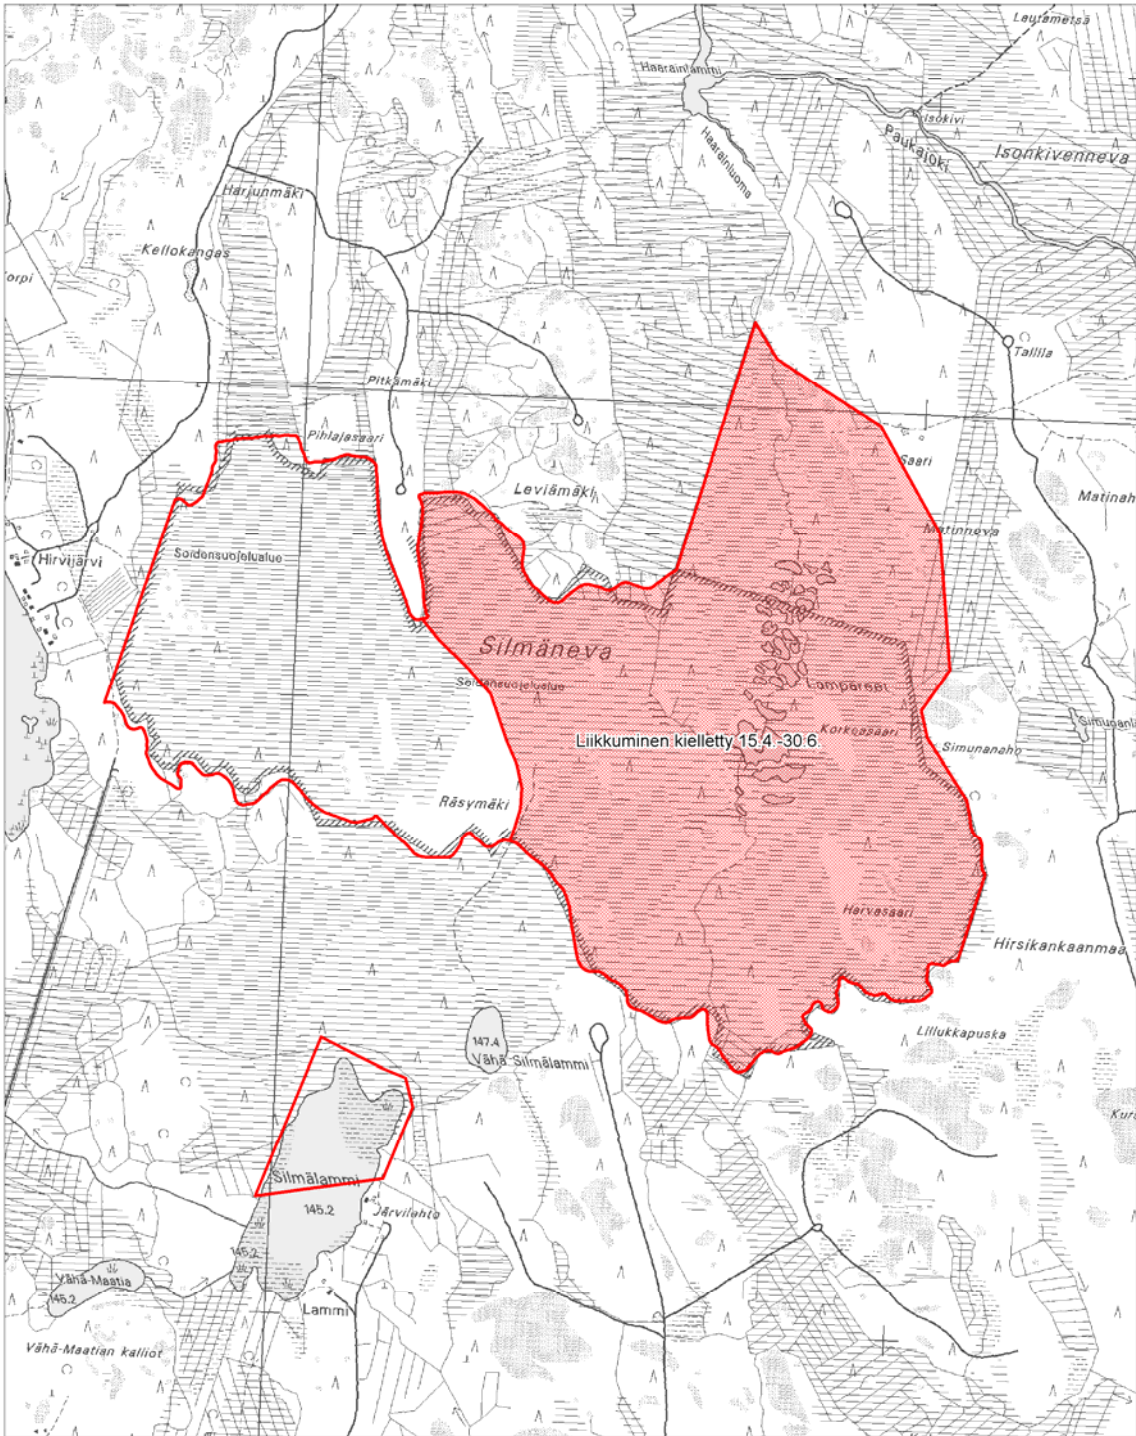 Lautametsä
Haarainlammi
Isokivi
Paukajoki
Isonkivenneva
Haarainluoma
Harjunmäki
Kellokangas
orpi
Tallila
Pitkämäki
Pihlajasaari
Saari
Leviämäki
Matinah
Soidensuojelualue
Matinneva
Hirvijärvi
Silmäneva
Soidensuojelualue
Lomparoot
Korkeasaari
Liikkuminen kielletty 15.4.-30.6.
Simunanaho
Räsymäki
Harvasaari
Hirsikankaanmaa
Lillukkapuska
147.4
Vähä Silmälammi
Silmälammi
145.2
Järvilehto
145.2
Vähä-Maatia
145.2
Lammi
Vähä-Maatian kalliot